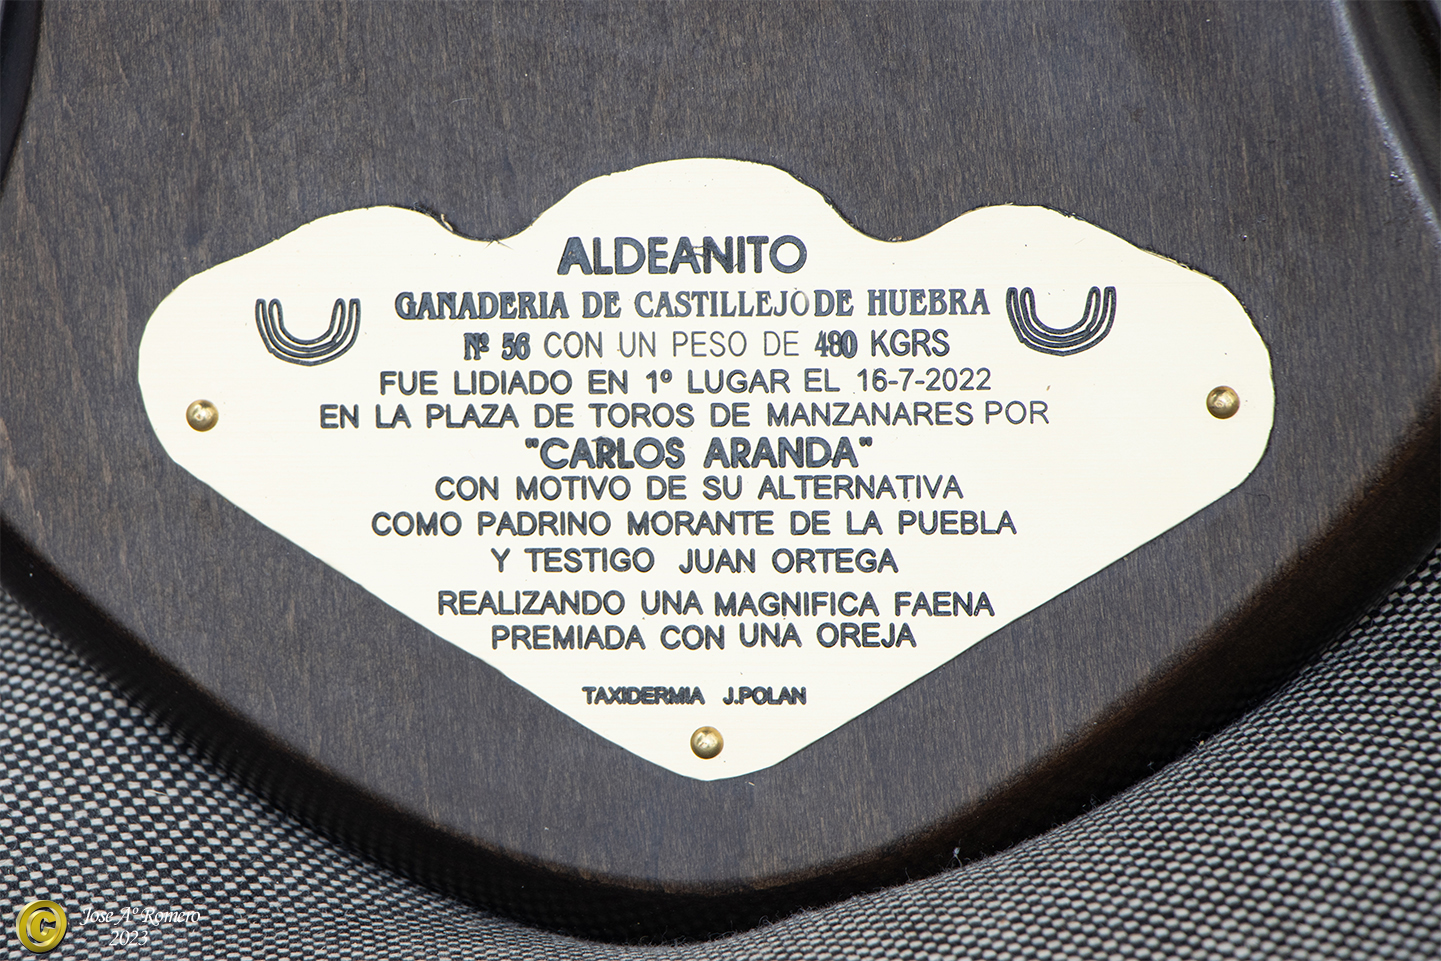 ALDEANITO
GANADERIA DE CASTILLEJO DE HUEBRA
Nº 56 CON UN PESO DE 480 KGRS
FUE LIDIADO EN 1º LUGAR EL 16-7-2022
EN LA PLAZA DE TOROS DE MANZANARES POR
"CARLOS ARANDA"
CON MOTIVO DE SU ALTERNATIVA
COMO PADRINO MORANTE DE LA PUEBLA
Y TESTIGO JUAN ORTEGA
REALIZANDO UNA MAGNIFICA FAENA
PREMIADA CON UNA OREJA
TAXIDERMIA J.POLAN
© Jose Aº Romero
2023